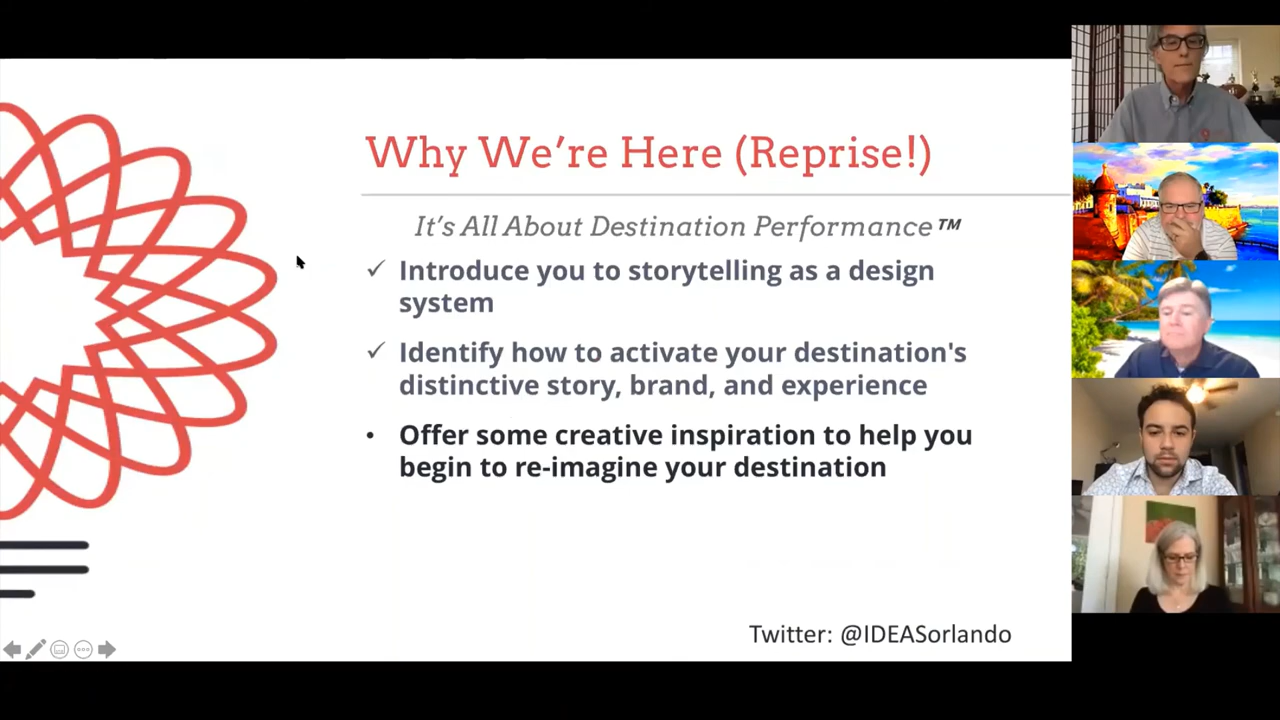 Why We’re Here (Reprise!)
It’s All About Destination Performance™
✓ Introduce you to storytelling as a design
system
✓ Identify how to activate your destination's
distinctive story, brand, and experience
• Offer some creative inspiration to help you
begin to re-imagine your destination
Twitter: @IDEASorlando